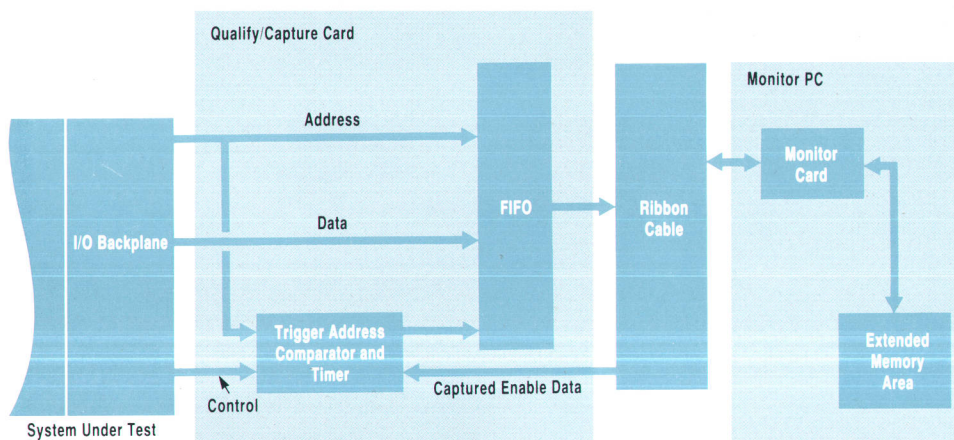 Qualify/Capture Card
Monitor PC
Address
Monitor
Card
I/O Backplane
Data
FIFO
Ribbon
Cable
Trigger Address
Comparator and
Timer
Extended
Memory
Area
Captured Enable Data
Control
System Under Test